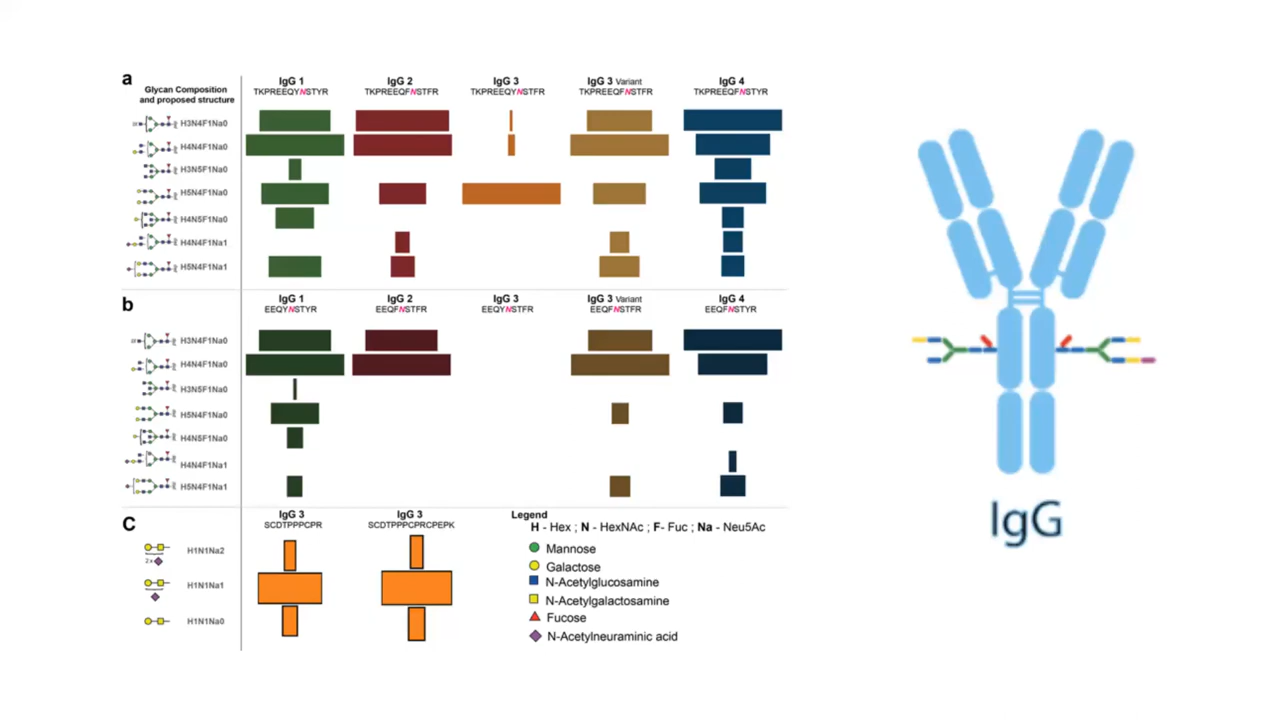 a
Glycan Composition
and proposed structure
IgG 1
TKPREEQYNSTYR
IgG 2
TKPREEQFNSTFR
IgG 3
TKPREEQYNSTFR
IgG 3 Variant
TKPREEQFNSTFR
IgG 4
TKPREEQFNSTYR
H3N4F1Na0
H4N4F1Na0
H3N5F1Na0
H5N4F1Na0
H4N5F1Na0
H4N4F1Na1
H5N4F1Na1
b
IgG 1
EEQYNSTYR
IgG 2
EEQFNSTFR
IgG 3
EEQYNSTFR
IgG 3 Variant
EEQFNSTFR
IgG 4
EEQFNSTYR
H3N4F1Na0
H4N4F1Na0
H3N5F1Na0
H5N4F1Na0
H4N5F1Na0
H4N4F1Na1
H5N4F1Na1
C
IgG 3
SCDTPPPCPR
IgG 3
SCDTPPPCPRCPEPK
2x
H1N1Na2
H1N1Na1
H1N1Na0
Legend
H - Hex ; N - HexNAc ; F- Fuc ; Na - Neu5Ac
Mannose
Galactose
N-Acetylglucosamine
N-Acetylgalactosamine
Fucose
N-Acetylneuraminic acid
IgG